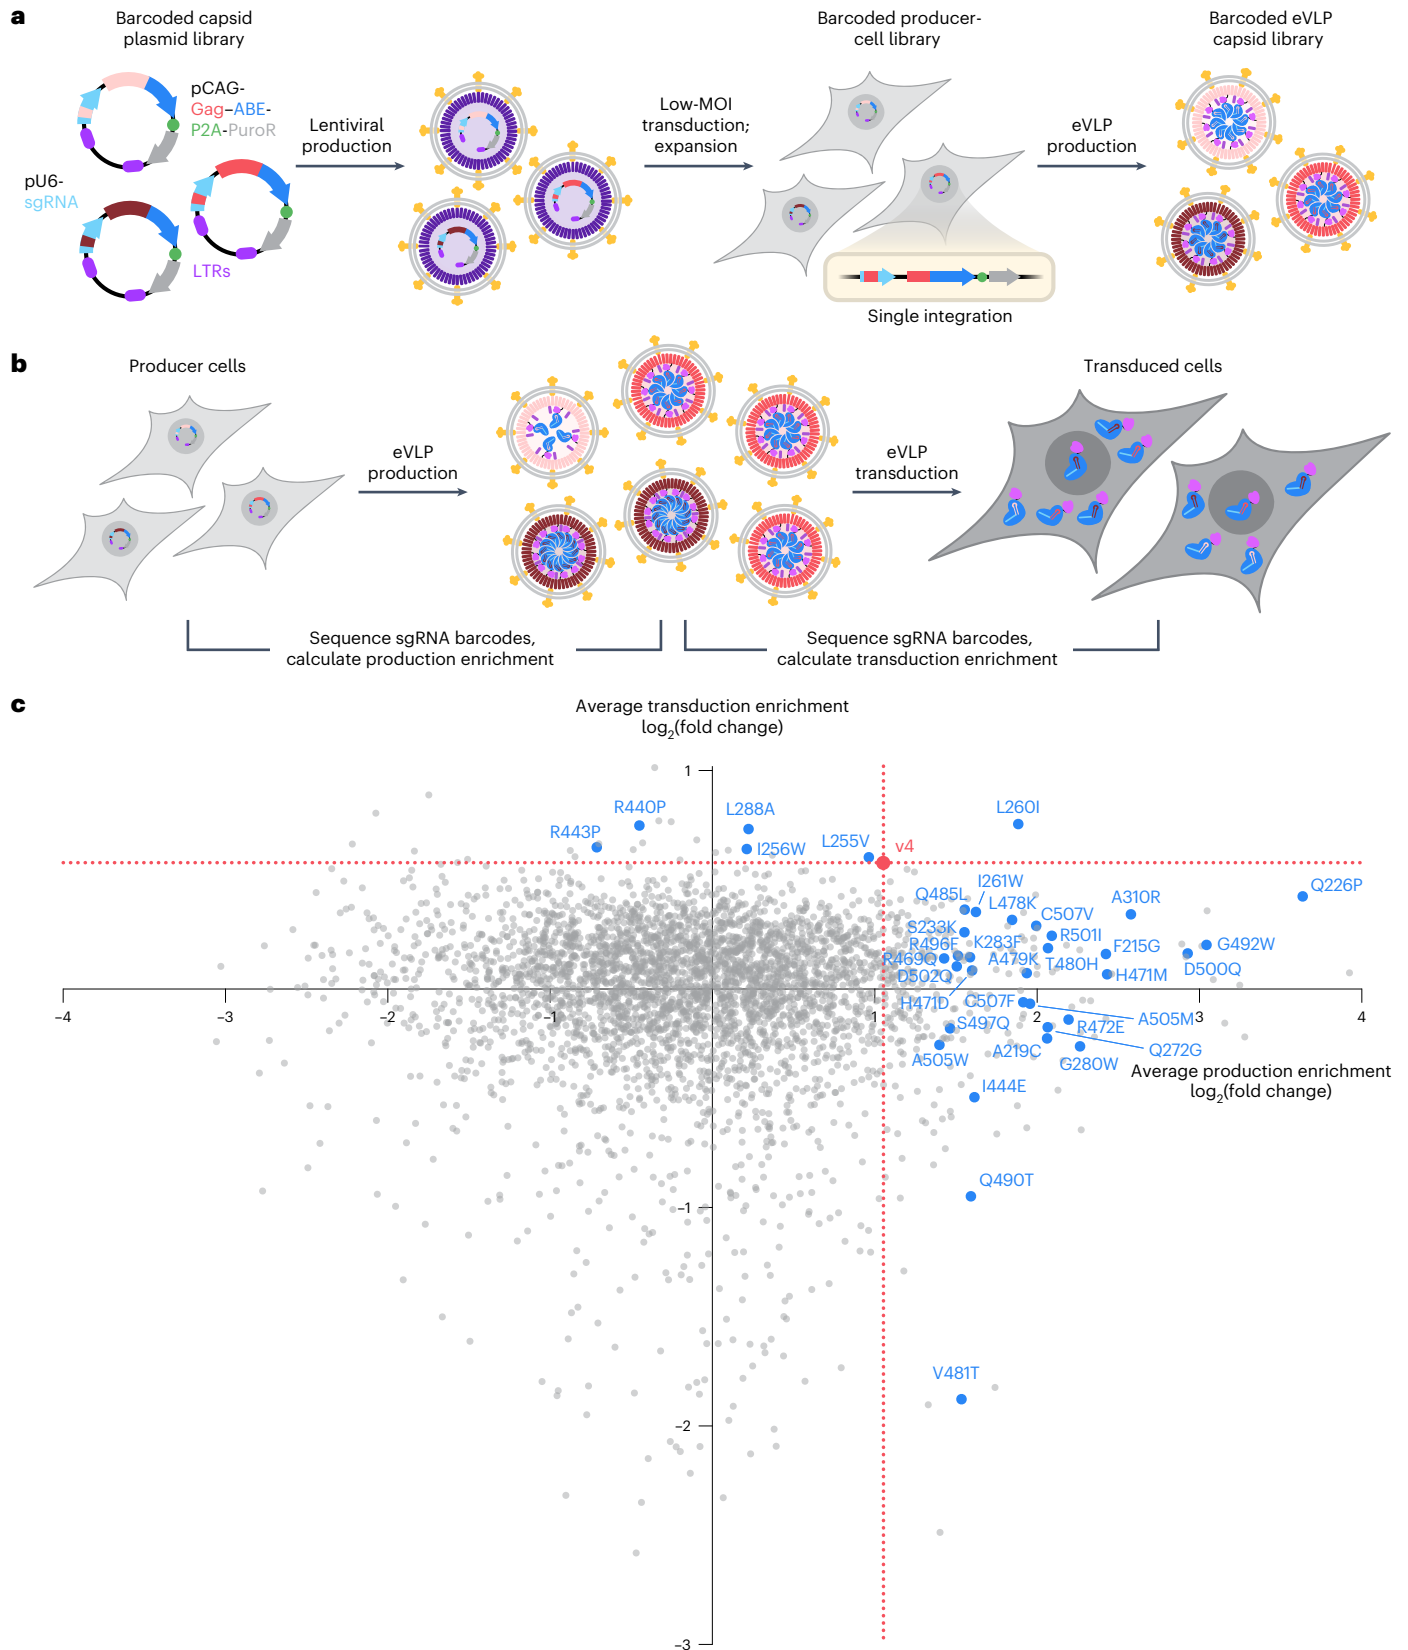 a
Barcoded capsid
plasmid library
pCAG-
Gag–ABE-
P2A-PuroR
pU6-
sgRNA
LTRs
Lentiviral
production
Low-MOI
transduction;
expansion
Barcoded producer-
cell library
Single integration
eVLP
production
Barcoded eVLP
capsid library
b
Producer cells
eVLP
production
eVLP
transduction
Transduced cells
Sequence sgRNA barcodes,
calculate production enrichment
Sequence sgRNA barcodes,
calculate transduction enrichment
c
Average transduction enrichment
log2(fold change)
1
R440P
L288A
L260I
R443P
I256W
L255V
v4
Q226P
I261W
Q485L
L478K
A310R
C507V
S233K
R501I
R496F
K283F
F215G
G492W
R469Q
A479K
T480H
D500Q
D502Q
H471M
–4
–3
–2
–1
1
2
3
4
H471D
C507F
A505M
S497Q
R472E
A505W
A219C
Q272G
G280W
Average production enrichment
log2(fold change)
I444E
Q490T
–1
V481T
–2
–3